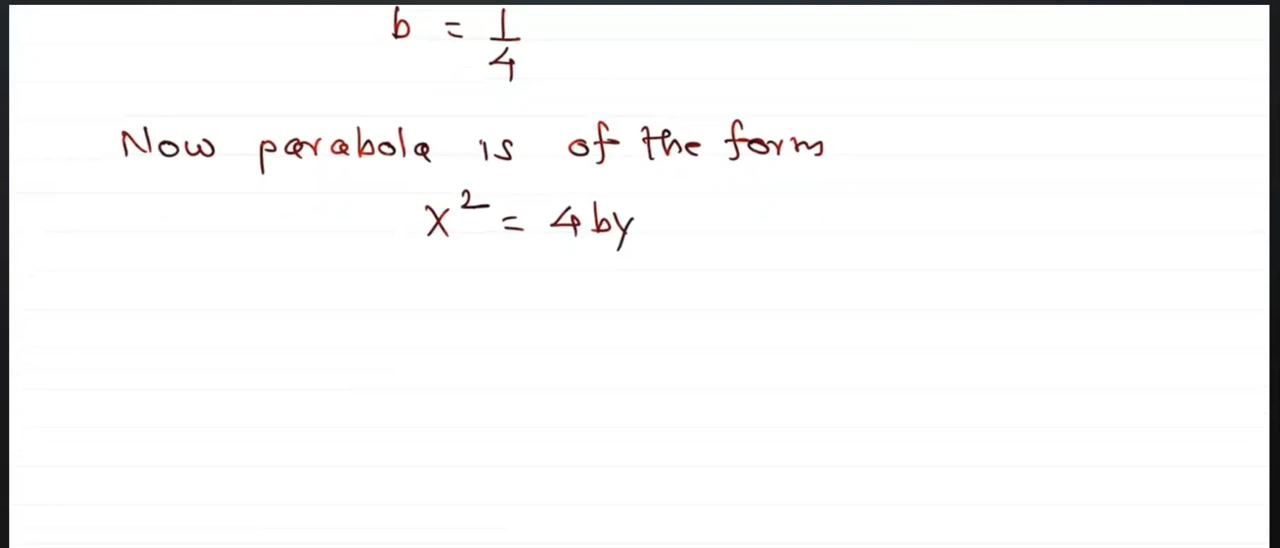 b = 1/4
Now parabola is of the form
x² = 4by